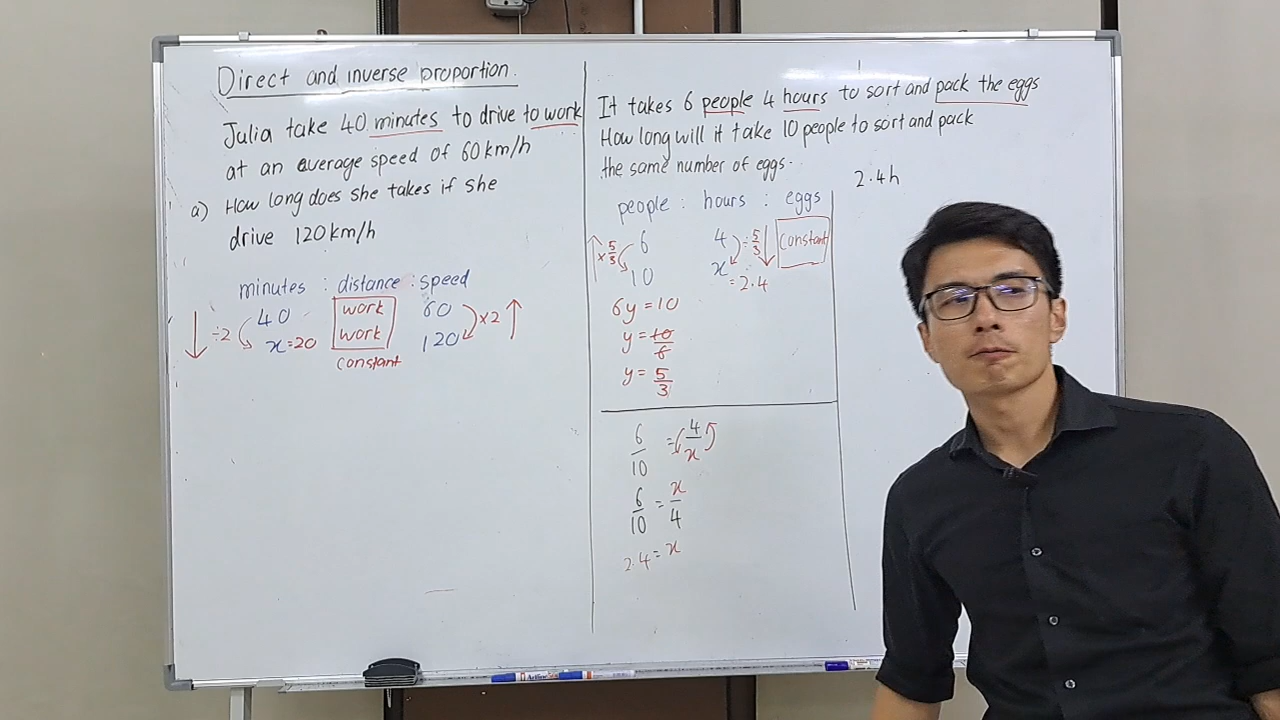 Direct and inverse proportion.
Julia take 40 minutes to drive to work
at an average speed of 60km/h
a) How long does she takes if she
drive 120km/h
minutes : distance : speed
÷2 40 work 60 ×2
x=20 work 120
constant
It takes 6 people 4 hours to sort and pack the eggs
How long will it take 10 people to sort and pack
the same number of eggs.
people : hours : eggs
×5/3 6 4 ÷5/3 constant
10 x
=2.4
6y=10
y=10/6
y=5/3
6/10 = (4/x)
6/10 = x/4
2.4=x
2.4h
Artline